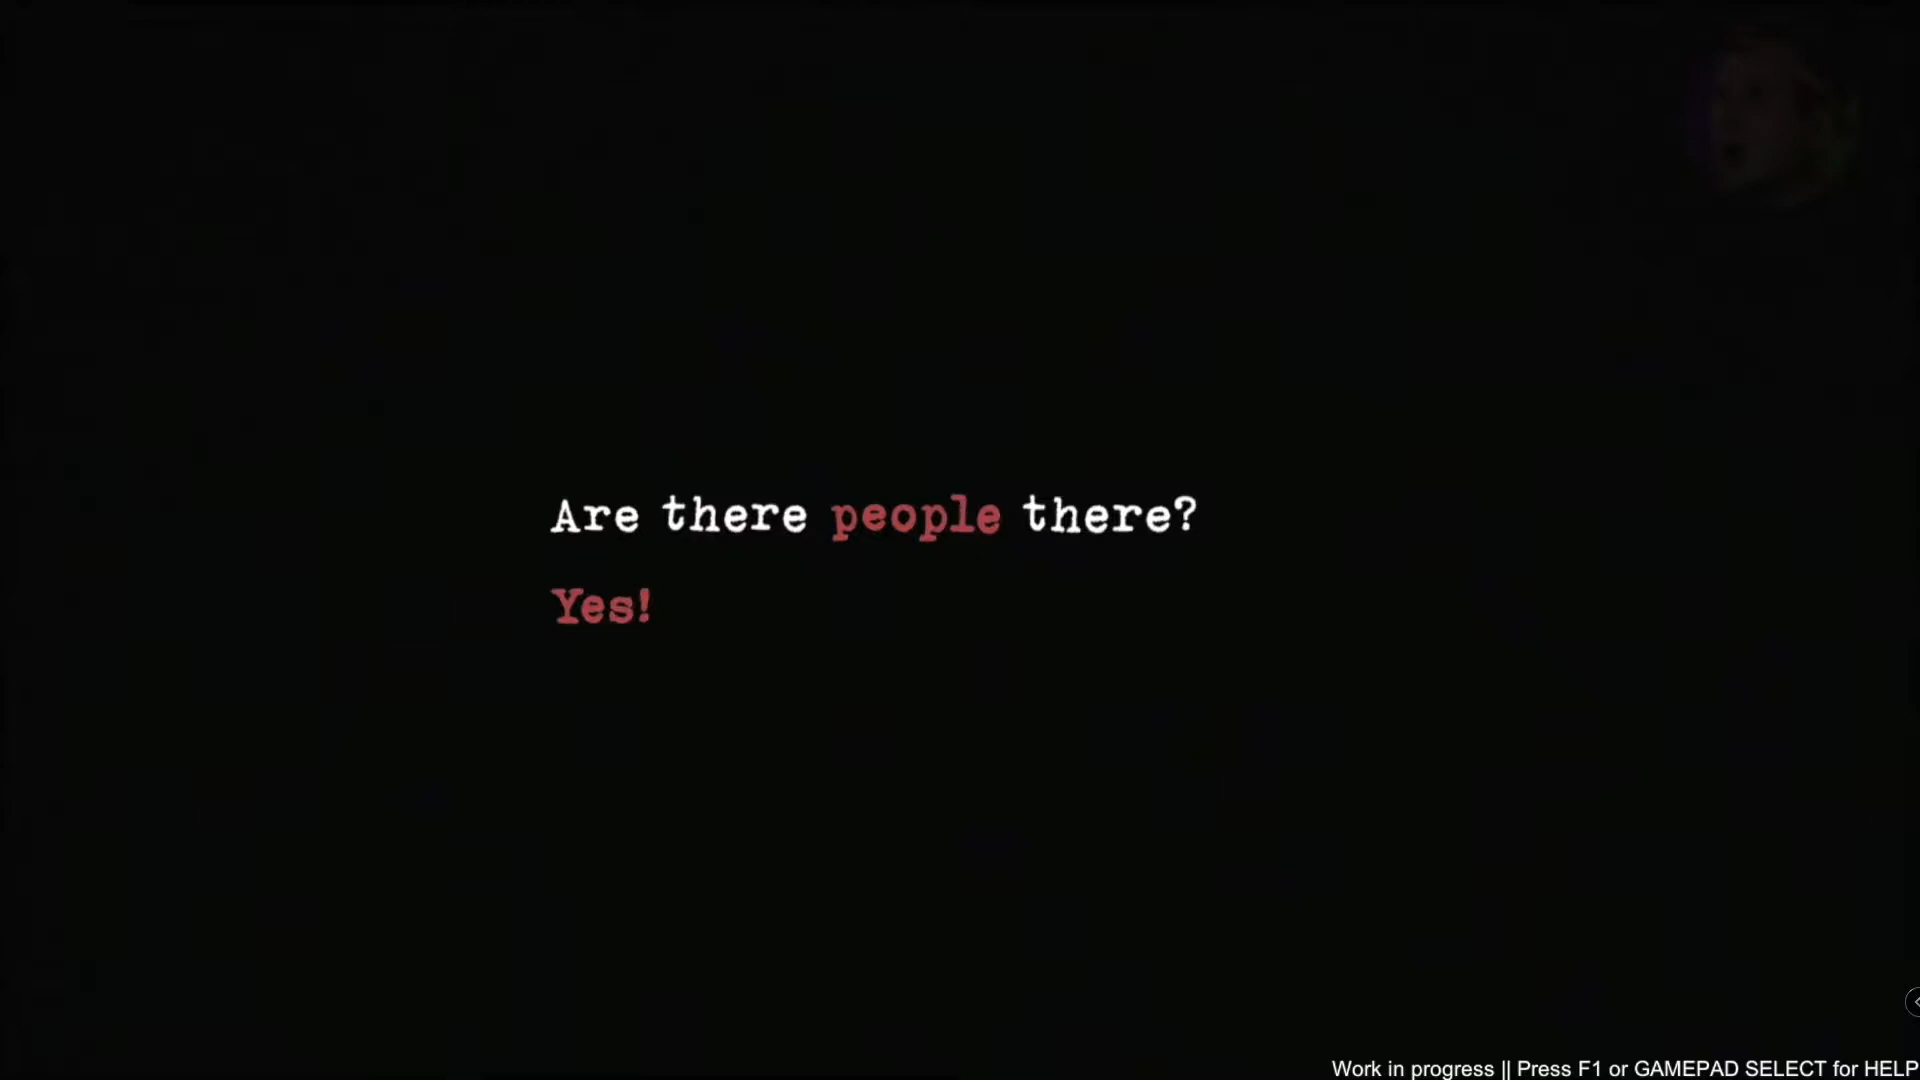 Are there people there?
Yes!
Work in progress || Press F1 or GAMEPAD SELECT for HELP